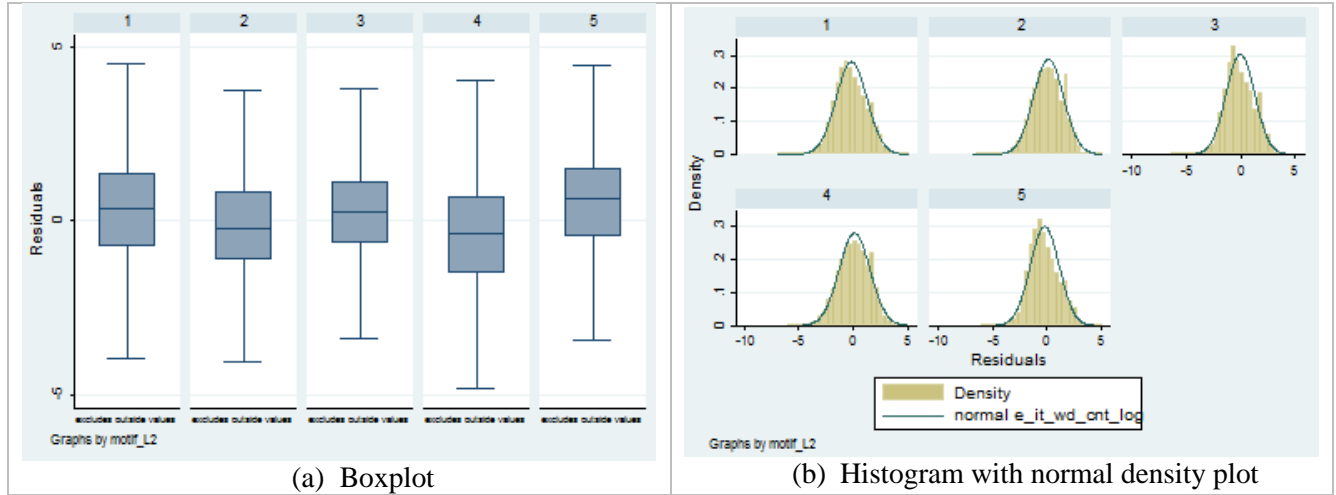 1 2 3 4 5
5
0
-5
Residuals
excludes outside values excludes outside values excludes outside values excludes outside values excludes outside values
Graphs by motif_L2
(a) Boxplot
1 2 3
.3
.2
.1
0
-10 -5 0 5
4 5
.3
.2
.1
0
-10 -5 0 5 -10 -5 0 5
Density
Residuals
Density
normal e_it_wd_cnt_log
Graphs by motif_L2
(b) Histogram with normal density plot